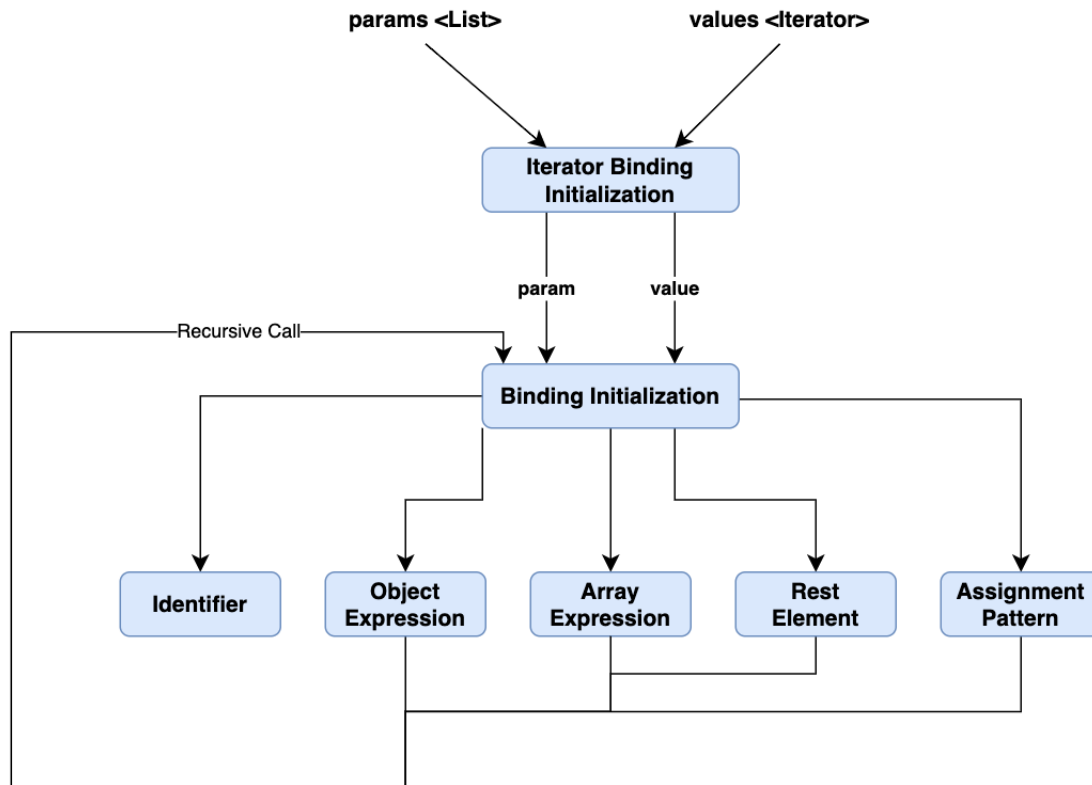 params <List>
values <Iterator>
Iterator Binding
Initialization
param
value
Recursive Call
Binding Initialization
Identifier
Object
Expression
Array
Expression
Rest
Element
Assignment
Pattern